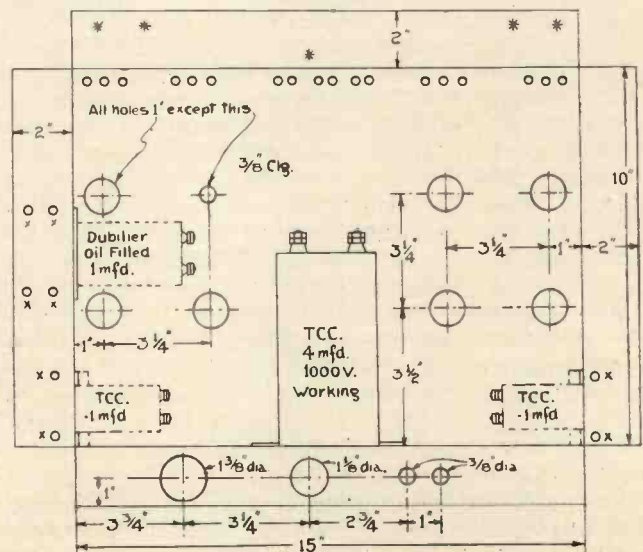 * * * * *
2"
All holes 1" except this
2"
3/8" Clg.
10"
Dubilier
Oil Filled
1 mfd.
3 1/4"
3 1/4"
1"
2"
1"
3 1/4"
TCC.
4 mfd.
1000 V.
Working
3 1/2"
x x
x x
x
TCC.
·1 mfd
x
TCC.
·1 mfd
x
x
1 3/8" dia.
1 1/8" dia.
3/8" dia
1"
3 3/4"
3 1/4"
2 3/4"
1"
15"